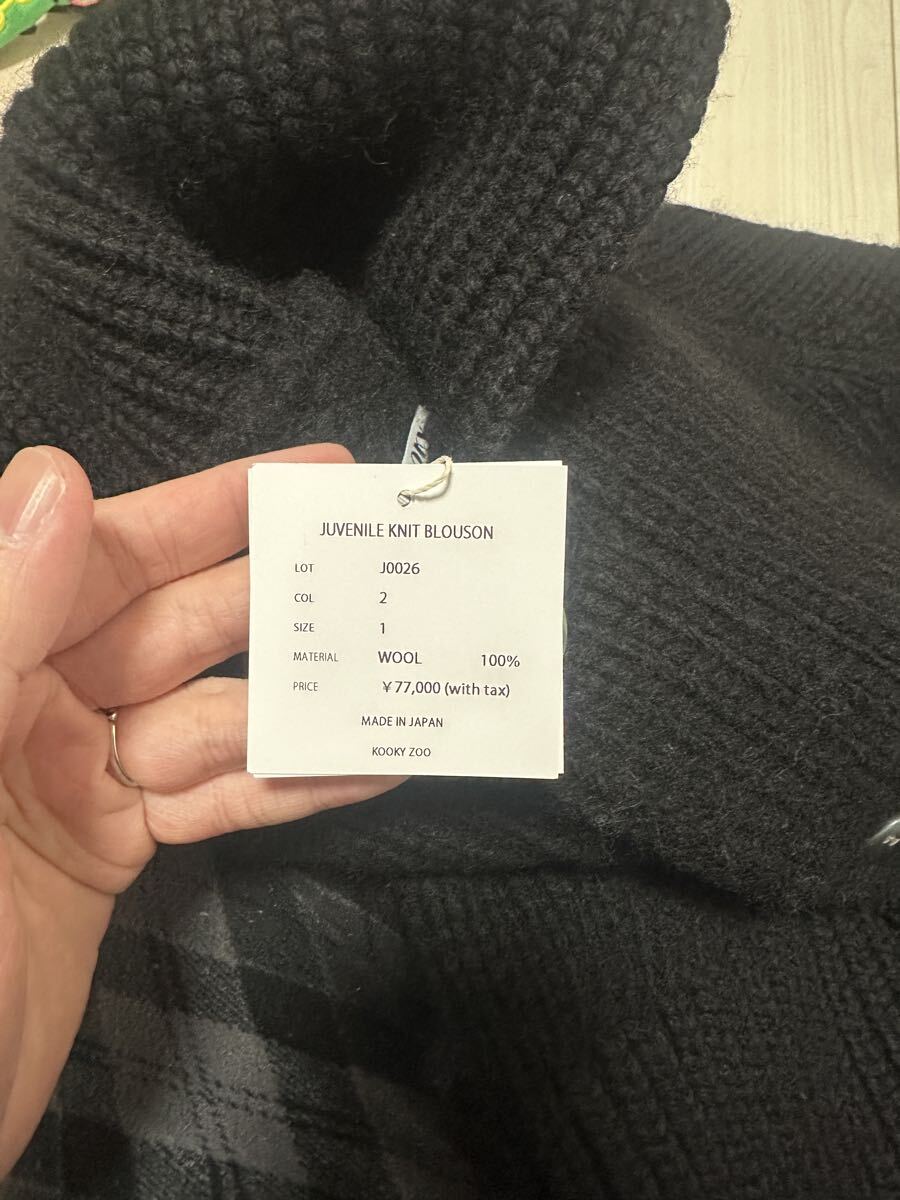 JUVENILE KNIT BLOUSON
LOT J0026
COL 2
SIZE 1
MATERIAL WOOL 100%
PRICE ￥77,000 (with tax)
MADE IN JAPAN
KOOKY ZOO